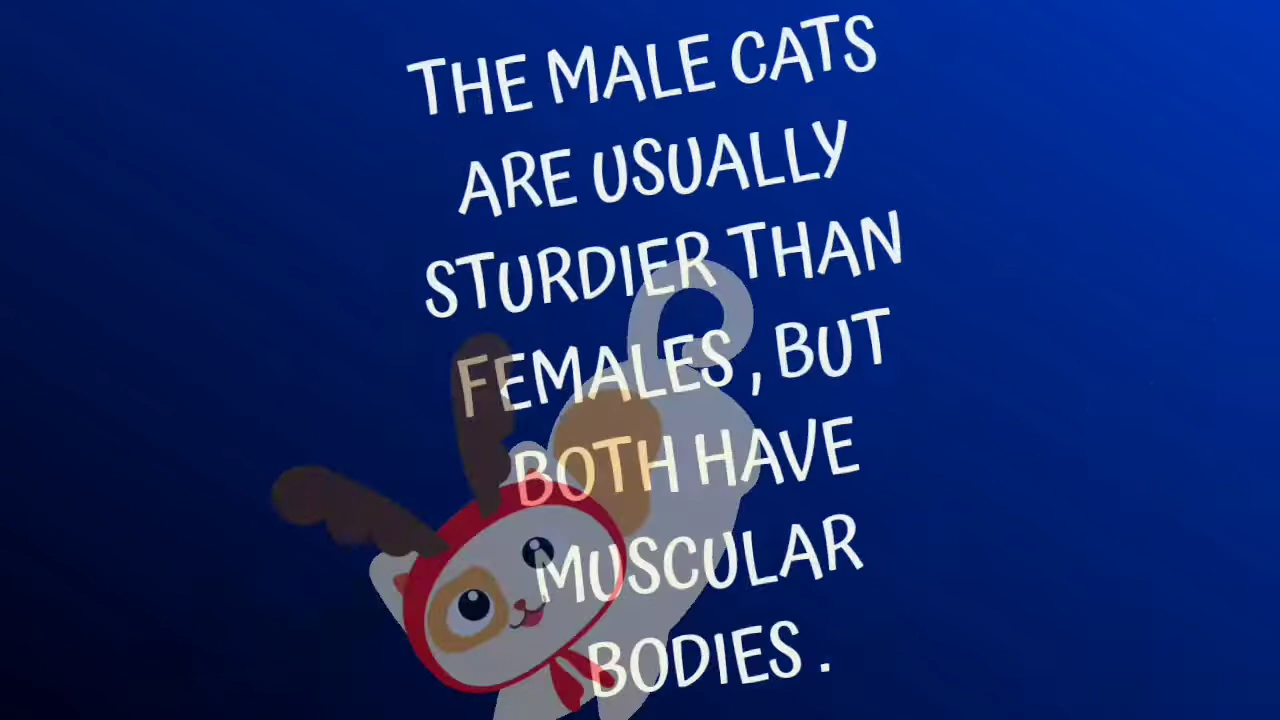 THE MALE CATS
ARE USUALLY
STURDIER THAN
FEMALES , BUT
BOTH HAVE
MUSCULAR
BODIES .